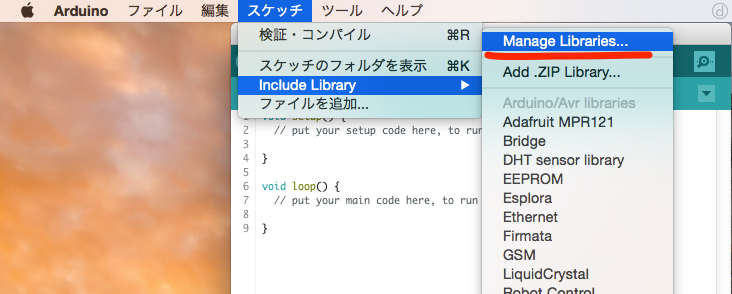 Arduino ファイル 編集 スケッチ ツール ヘルプ
検証・コンパイル ⌘R
スケッチのフォルダを表示 ⌘K
Include Library
ファイルを追加...
Manage Libraries...
Add .ZIP Library...
Arduino/Avr libraries
Adafruit MPR121
Bridge
DHT sensor library
EEPROM
Esplora
Ethernet
Firmata
GSM
LiquidCrystal
Robot Control
1 void setup() {
2 // put your setup code here, to run
3
4 }
5
6 void loop() {
7 // put your main code here, to run
8
9 }